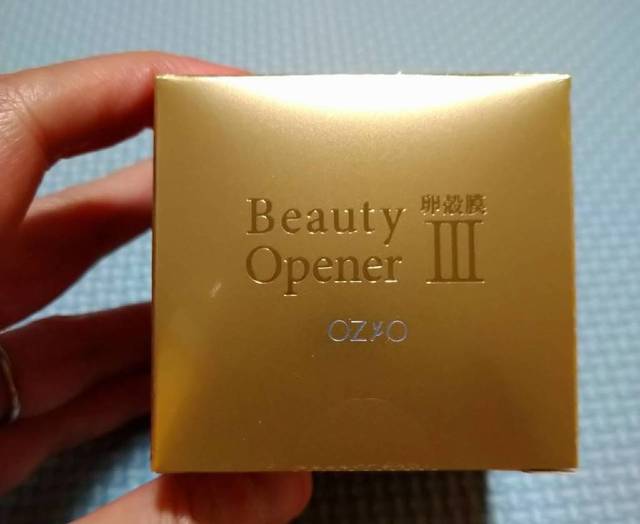 Beauty 卵殻膜
Opener III
OZIO